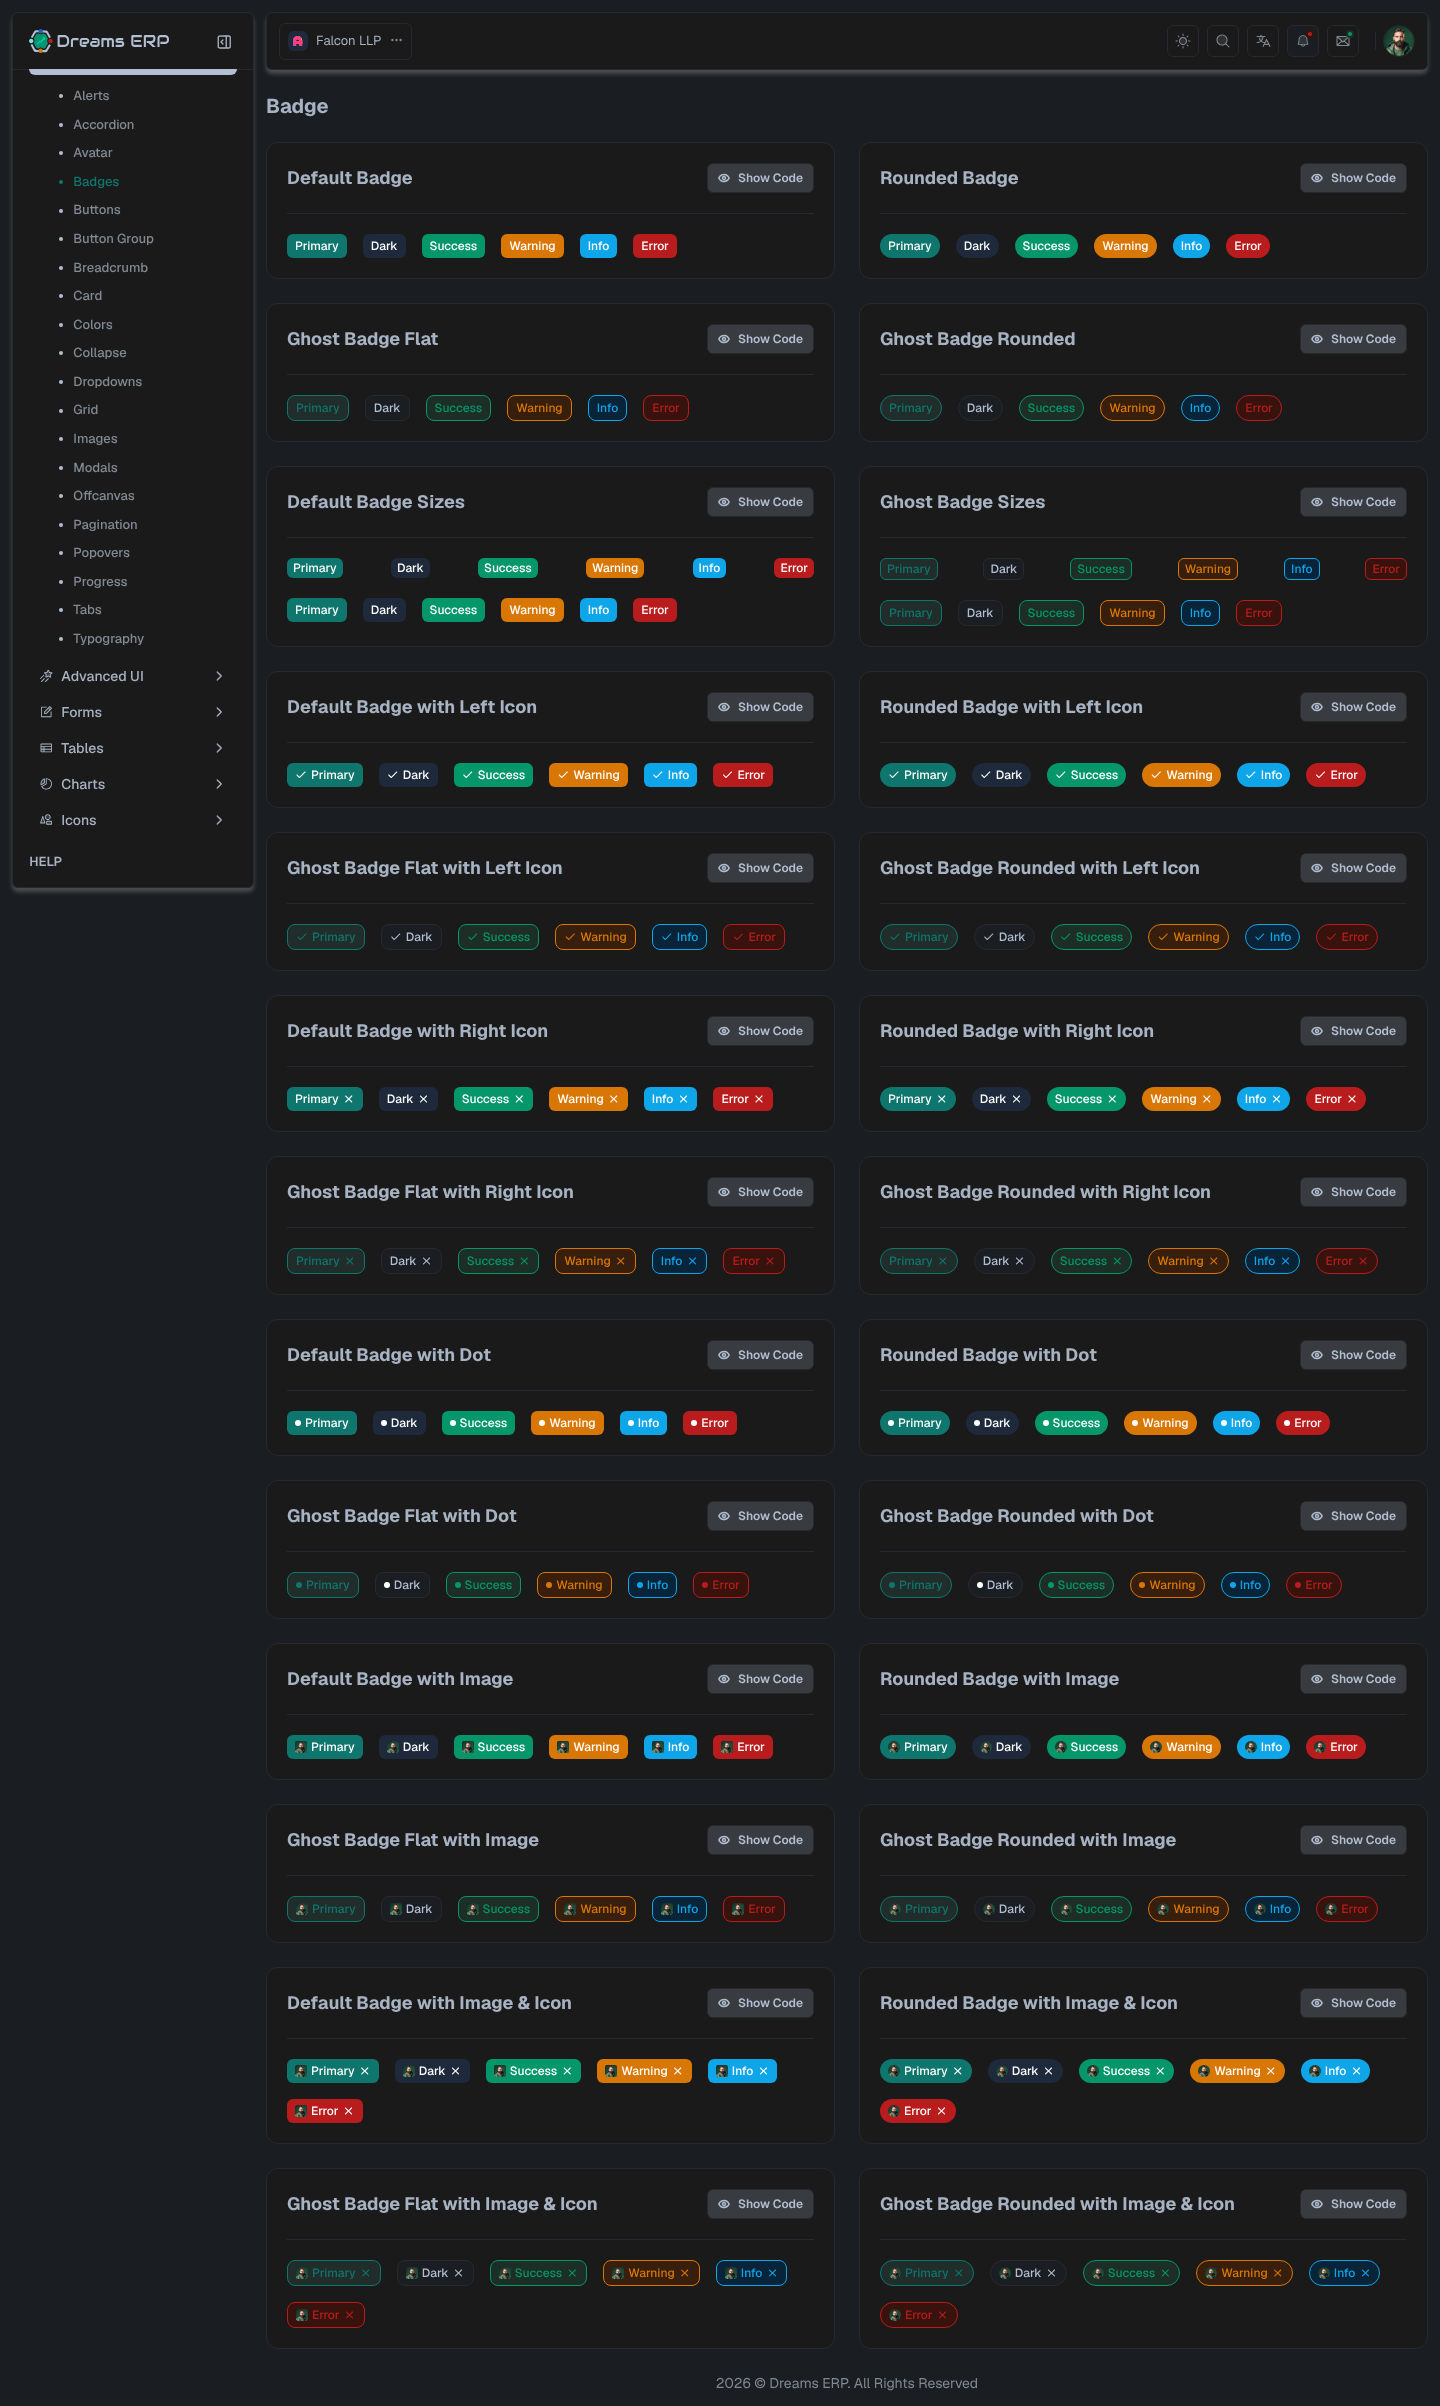 Dreams ERP
Alerts
Accordion
Avatar
Badges
Buttons
Button Group
Breadcrumb
Card
Colors
Collapse
Dropdowns
Grid
Images
Modals
Offcanvas
Pagination
Popovers
Progress
Tabs
Typography
Advanced UI
Forms
Tables
Charts
Icons
HELP
Falcon LLP
Badge
Default Badge
Show Code
Primary Dark Success Warning Info Error
Rounded Badge
Show Code
Primary Dark Success Warning Info Error
Ghost Badge Flat
Show Code
Primary Dark Success Warning Info Error
Ghost Badge Rounded
Show Code
Primary Dark Success Warning Info Error
Default Badge Sizes
Show Code
Primary Dark Success Warning Info Error
Primary Dark Success Warning Info Error
Ghost Badge Sizes
Show Code
Primary Dark Success Warning Info Error
Primary Dark Success Warning Info Error
Default Badge with Left Icon
Show Code
Primary Dark Success Warning Info Error
Rounded Badge with Left Icon
Show Code
Primary Dark Success Warning Info Error
Ghost Badge Flat with Left Icon
Show Code
Primary Dark Success Warning Info Error
Ghost Badge Rounded with Left Icon
Show Code
Primary Dark Success Warning Info Error
Default Badge with Right Icon
Show Code
Primary Dark Success Warning Info Error
Rounded Badge with Right Icon
Show Code
Primary Dark Success Warning Info Error
Ghost Badge Flat with Right Icon
Show Code
Primary Dark Success Warning Info Error
Ghost Badge Rounded with Right Icon
Show Code
Primary Dark Success Warning Info Error
Default Badge with Dot
Show Code
Primary Dark Success Warning Info Error
Rounded Badge with Dot
Show Code
Primary Dark Success Warning Info Error
Ghost Badge Flat with Dot
Show Code
Primary Dark Success Warning Info Error
Ghost Badge Rounded with Dot
Show Code
Primary Dark Success Warning Info Error
Default Badge with Image
Show Code
Primary Dark Success Warning Info Error
Rounded Badge with Image
Show Code
Primary Dark Success Warning Info Error
Ghost Badge Flat with Image
Show Code
Primary Dark Success Warning Info Error
Ghost Badge Rounded with Image
Show Code
Primary Dark Success Warning Info Error
Default Badge with Image & Icon
Show Code
Primary Dark Success Warning Info
Error
Rounded Badge with Image & Icon
Show Code
Primary Dark Success Warning Info
Error
Ghost Badge Flat with Image & Icon
Show Code
Primary Dark Success Warning Info
Error
Ghost Badge Rounded with Image & Icon
Show Code
Primary Dark Success Warning Info
Error
2026 © Dreams ERP. All Rights Reserved